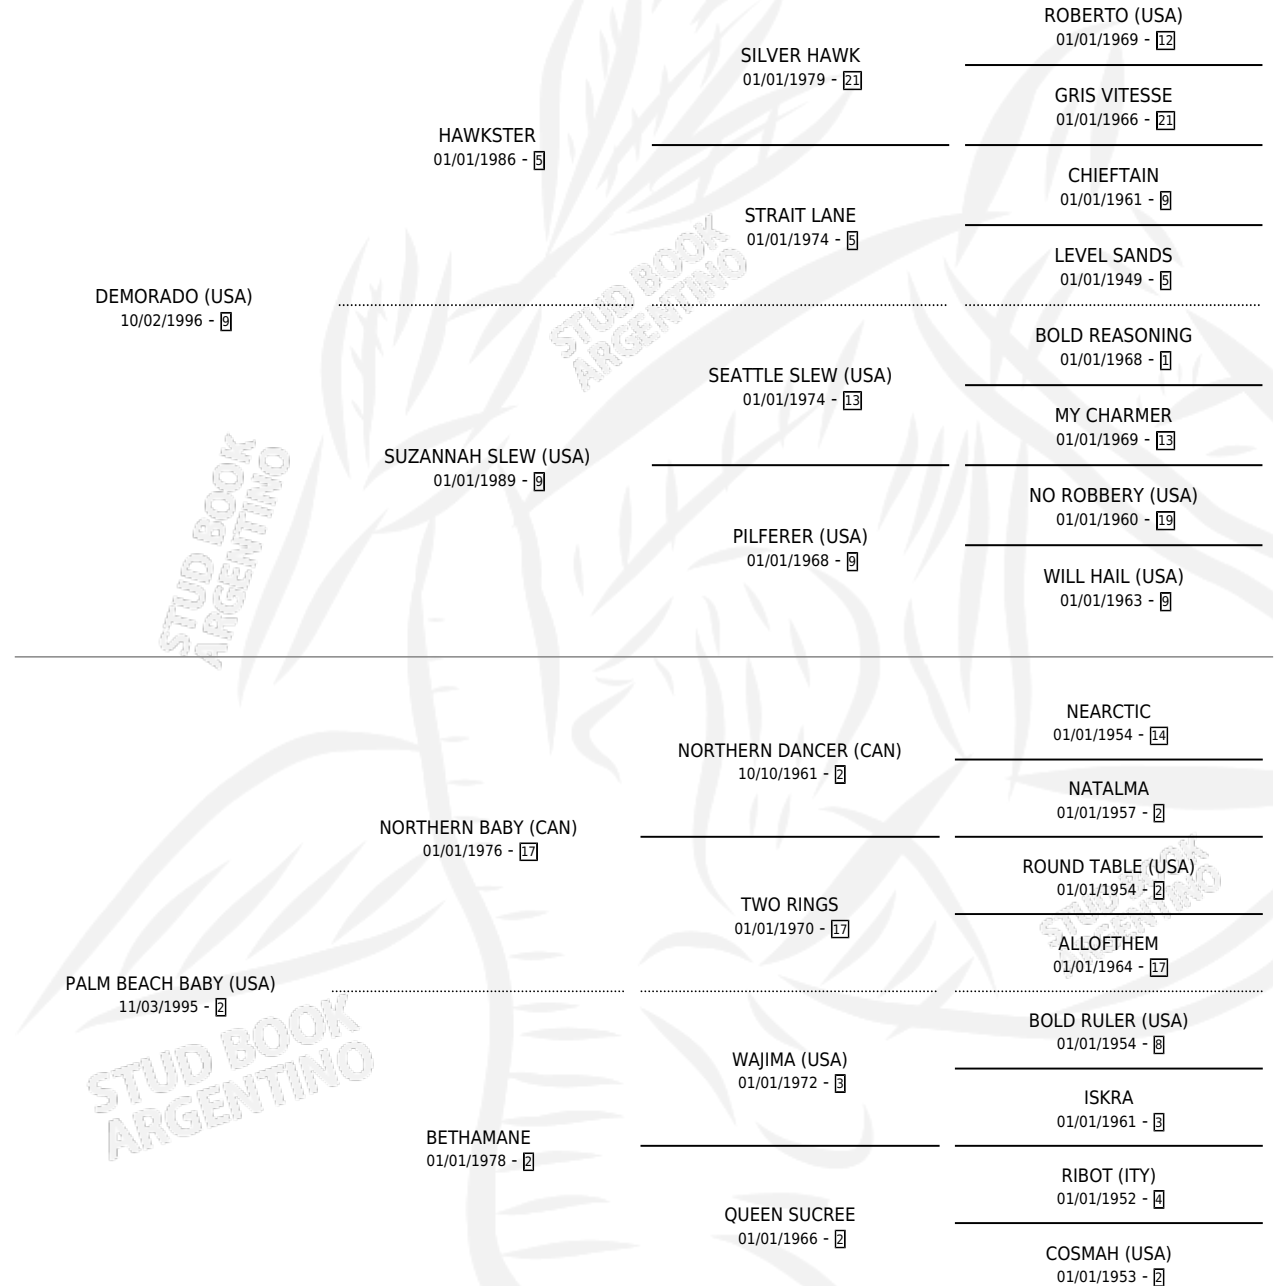 ROBERTO (USA)
01/01/1969 - 12
SILVER HAWK
01/01/1979 - 21
GRIS VITESSE
01/01/1966 - 21
HAWKSTER
01/01/1986 - 5
CHIEFTAIN
01/01/1961 - 9
STRAIT LANE
01/01/1974 - 5
LEVEL SANDS
01/01/1949 - 5
DEMORADO (USA)
10/02/1996 - 9
BOLD REASONING
01/01/1968 - 1
SEATTLE SLEW (USA)
01/01/1974 - 13
MY CHARMER
01/01/1969 - 13
SUZANNAH SLEW (USA)
01/01/1989 - 9
NO ROBBERY (USA)
01/01/1960 - 19
PILFERER (USA)
01/01/1968 - 9
WILL HAIL (USA)
01/01/1963 - 9
STUD BOOK
ARGENTINO
STUD BOOK
ARGENTINO
NEARCTIC
01/01/1954 - 14
NORTHERN DANCER (CAN)
10/10/1961 - 2
NATALMA
01/01/1957 - 2
NORTHERN BABY (CAN)
01/01/1976 - 17
ROUND TABLE (USA)
01/01/1954 - 2
TWO RINGS
01/01/1970 - 17
ALLOFTHEM
01/01/1964 - 17
PALM BEACH BABY (USA)
11/03/1995 - 2
BOLD RULER (USA)
01/01/1954 - 8
WAJIMA (USA)
01/01/1972 - 3
ISKRA
01/01/1961 - 3
BETHAMANE
01/01/1978 - 2
RIBOT (ITY)
01/01/1952 - 4
QUEEN SUCREE
01/01/1966 - 2
COSMAH (USA)
01/01/1953 - 2
STUD BOOK
ARGENTINO
STUD BOOK
ARGENTINO